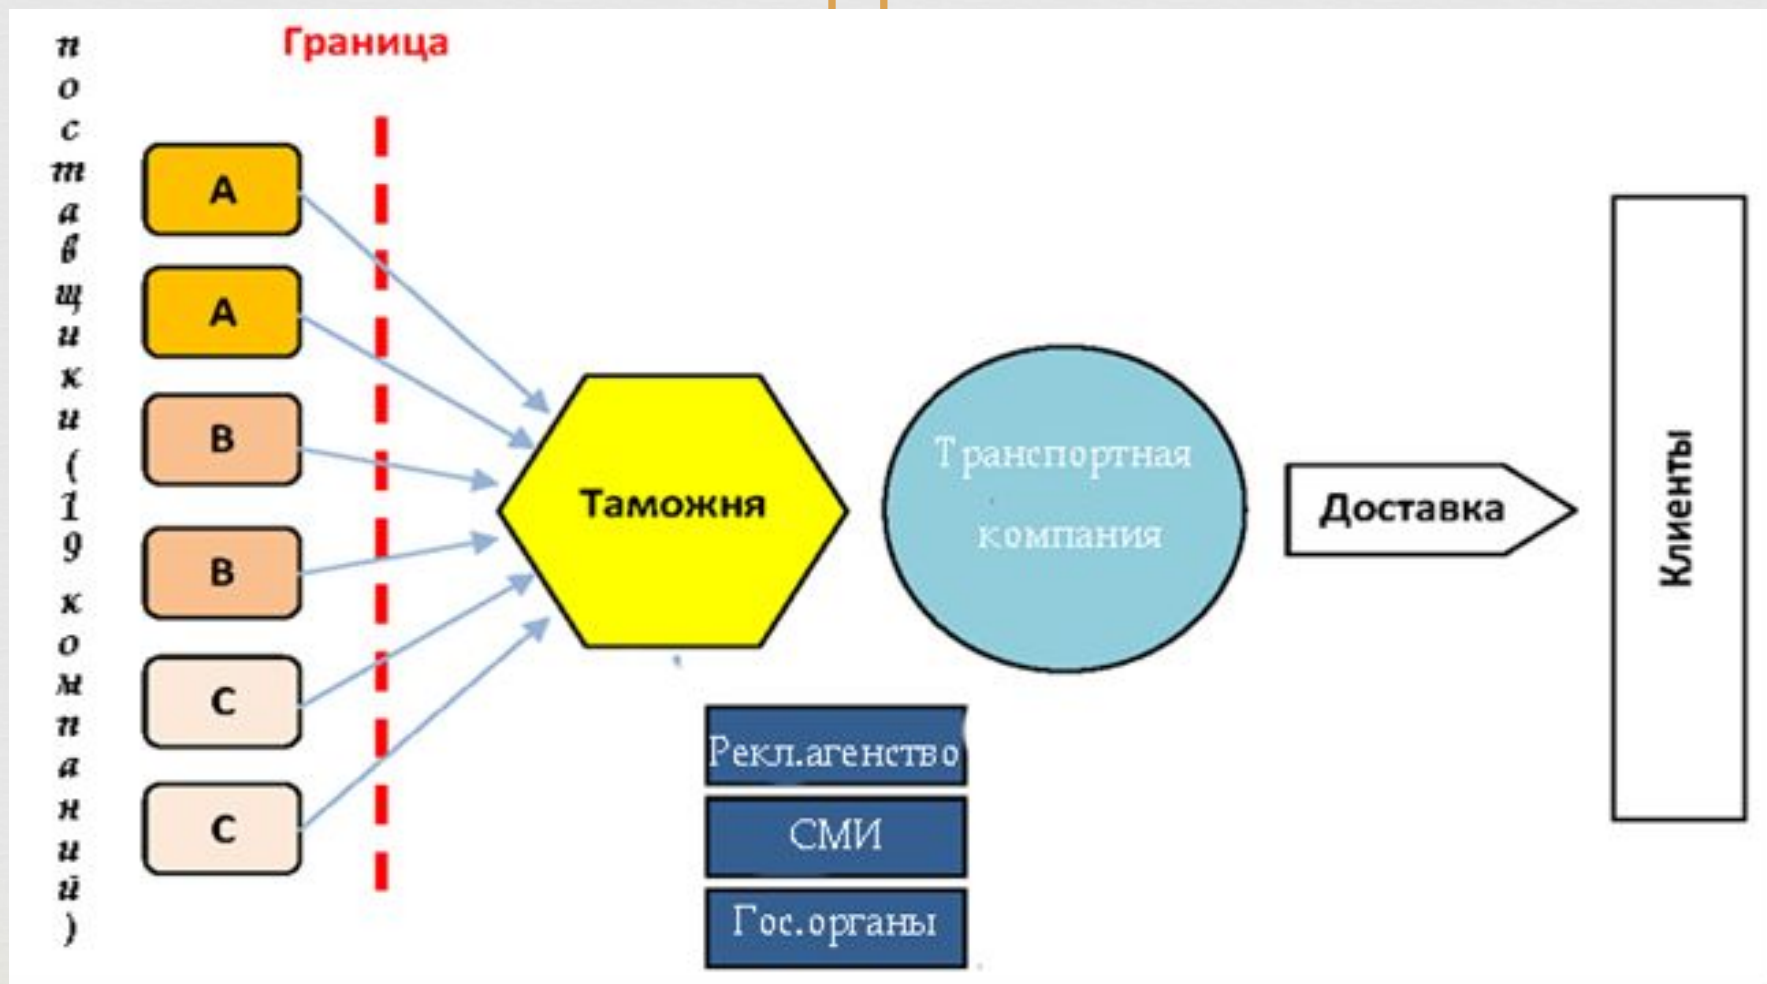 поставщики(19 компаний)
Граница
A
A
B
B
C
C
Таможня
Транспортная
компания
Доставка
Клиенты
Рекл.агенство
СМИ
Гос.органы